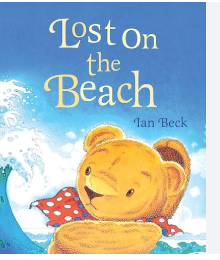 Lost on
the
Beach
Ian Beck